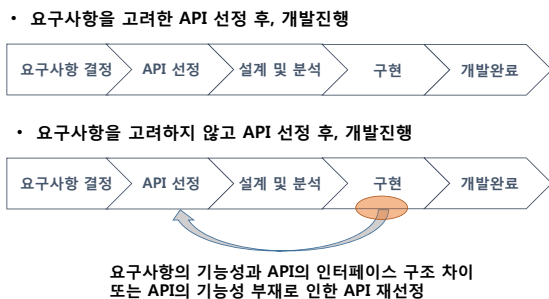 • 요구사항을 고려한 API 선정 후, 개발진행
요구사항 결정 API 선정 설계 및 분석 구현 개발완료
• 요구사항을 고려하지 않고 API 선정 후, 개발진행
요구사항 결정 API 선정 설계 및 분석 구현 개발완료
요구사항의 기능성과 API의 인터페이스 구조 차이
또는 API의 기능성 부재로 인한 API 재선정